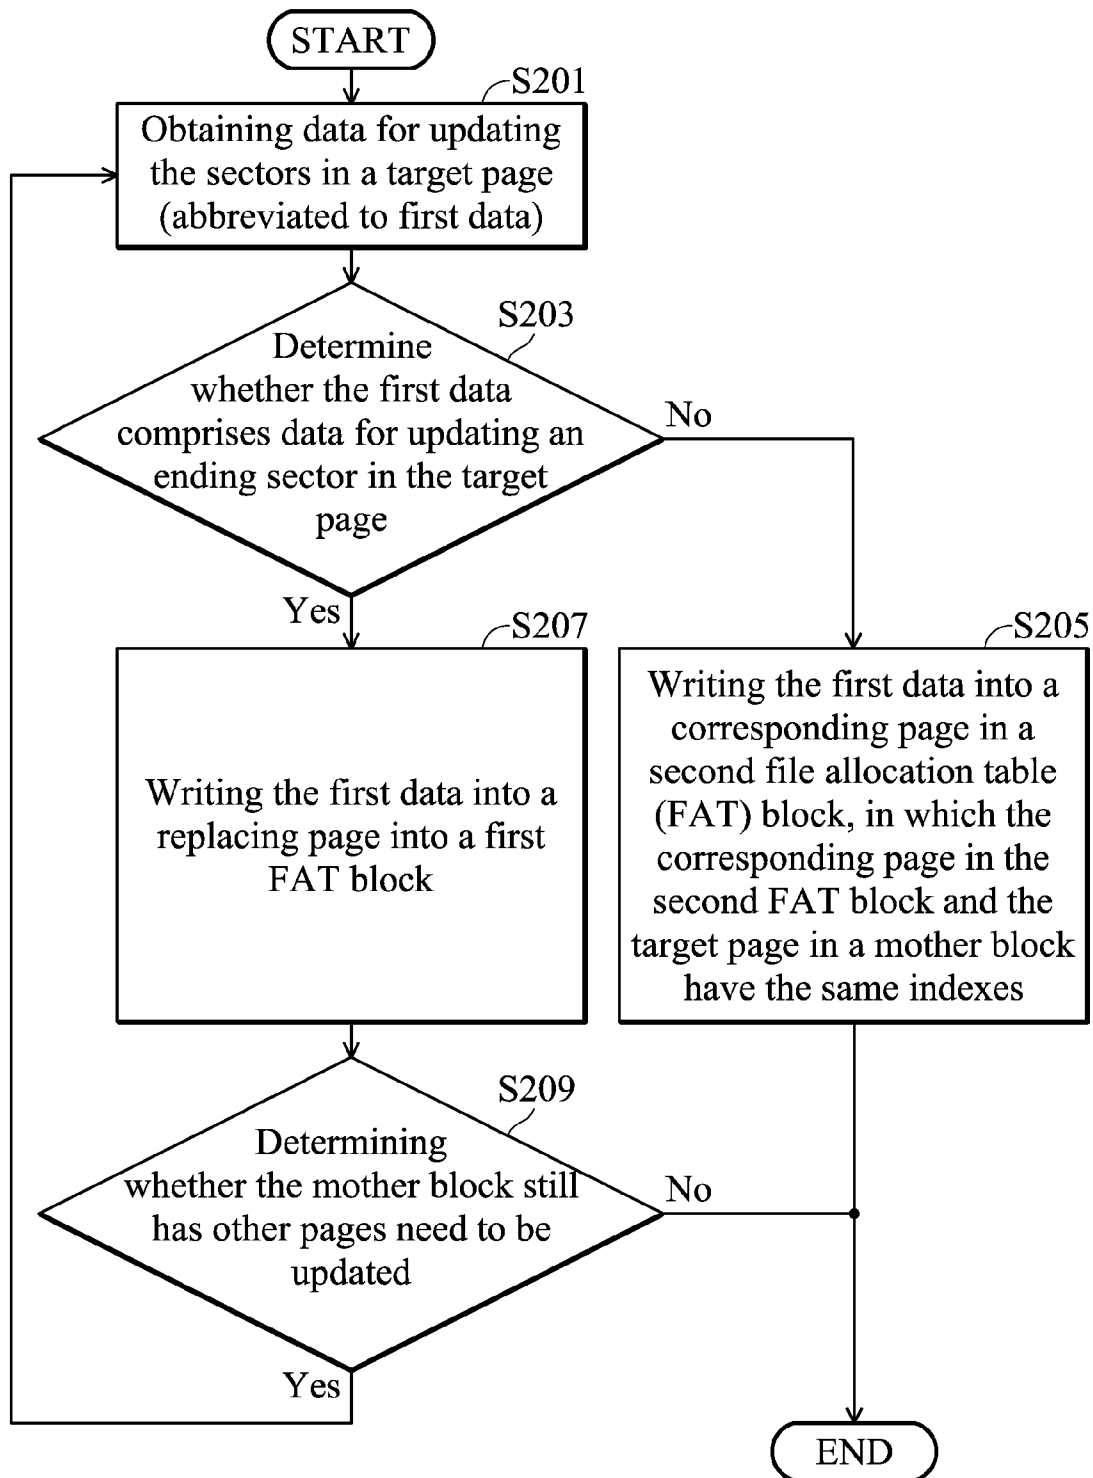 START
S201
Obtaining data for updating
the sectors in a target page
(abbreviated to first data)
S203
Determine
whether the first data
comprises data for updating an
ending sector in the target
page
No
Yes
S207
Writing the first data into a
replacing page into a first
FAT block
S205
Writing the first data into a
corresponding page in a
second file allocation table
(FAT) block, in which the
corresponding page in the
second FAT block and the
target page in a mother block
have the same indexes
S209
Determining
whether the mother block still
has other pages need to be
updated
No
Yes
END